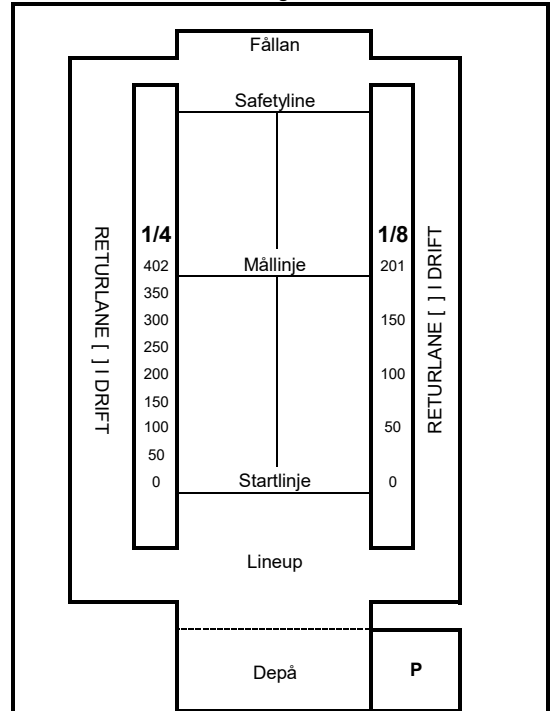 Fållan
Safetyline
1/4
1/8
402
Mållinje
201
350
300
150
250
200
100
150
100
50
50
0
Startlinje
0
RETURLANE [ ] I DRIFT
RETURLANE [ ] I DRIFT
Lineup
Depå
P